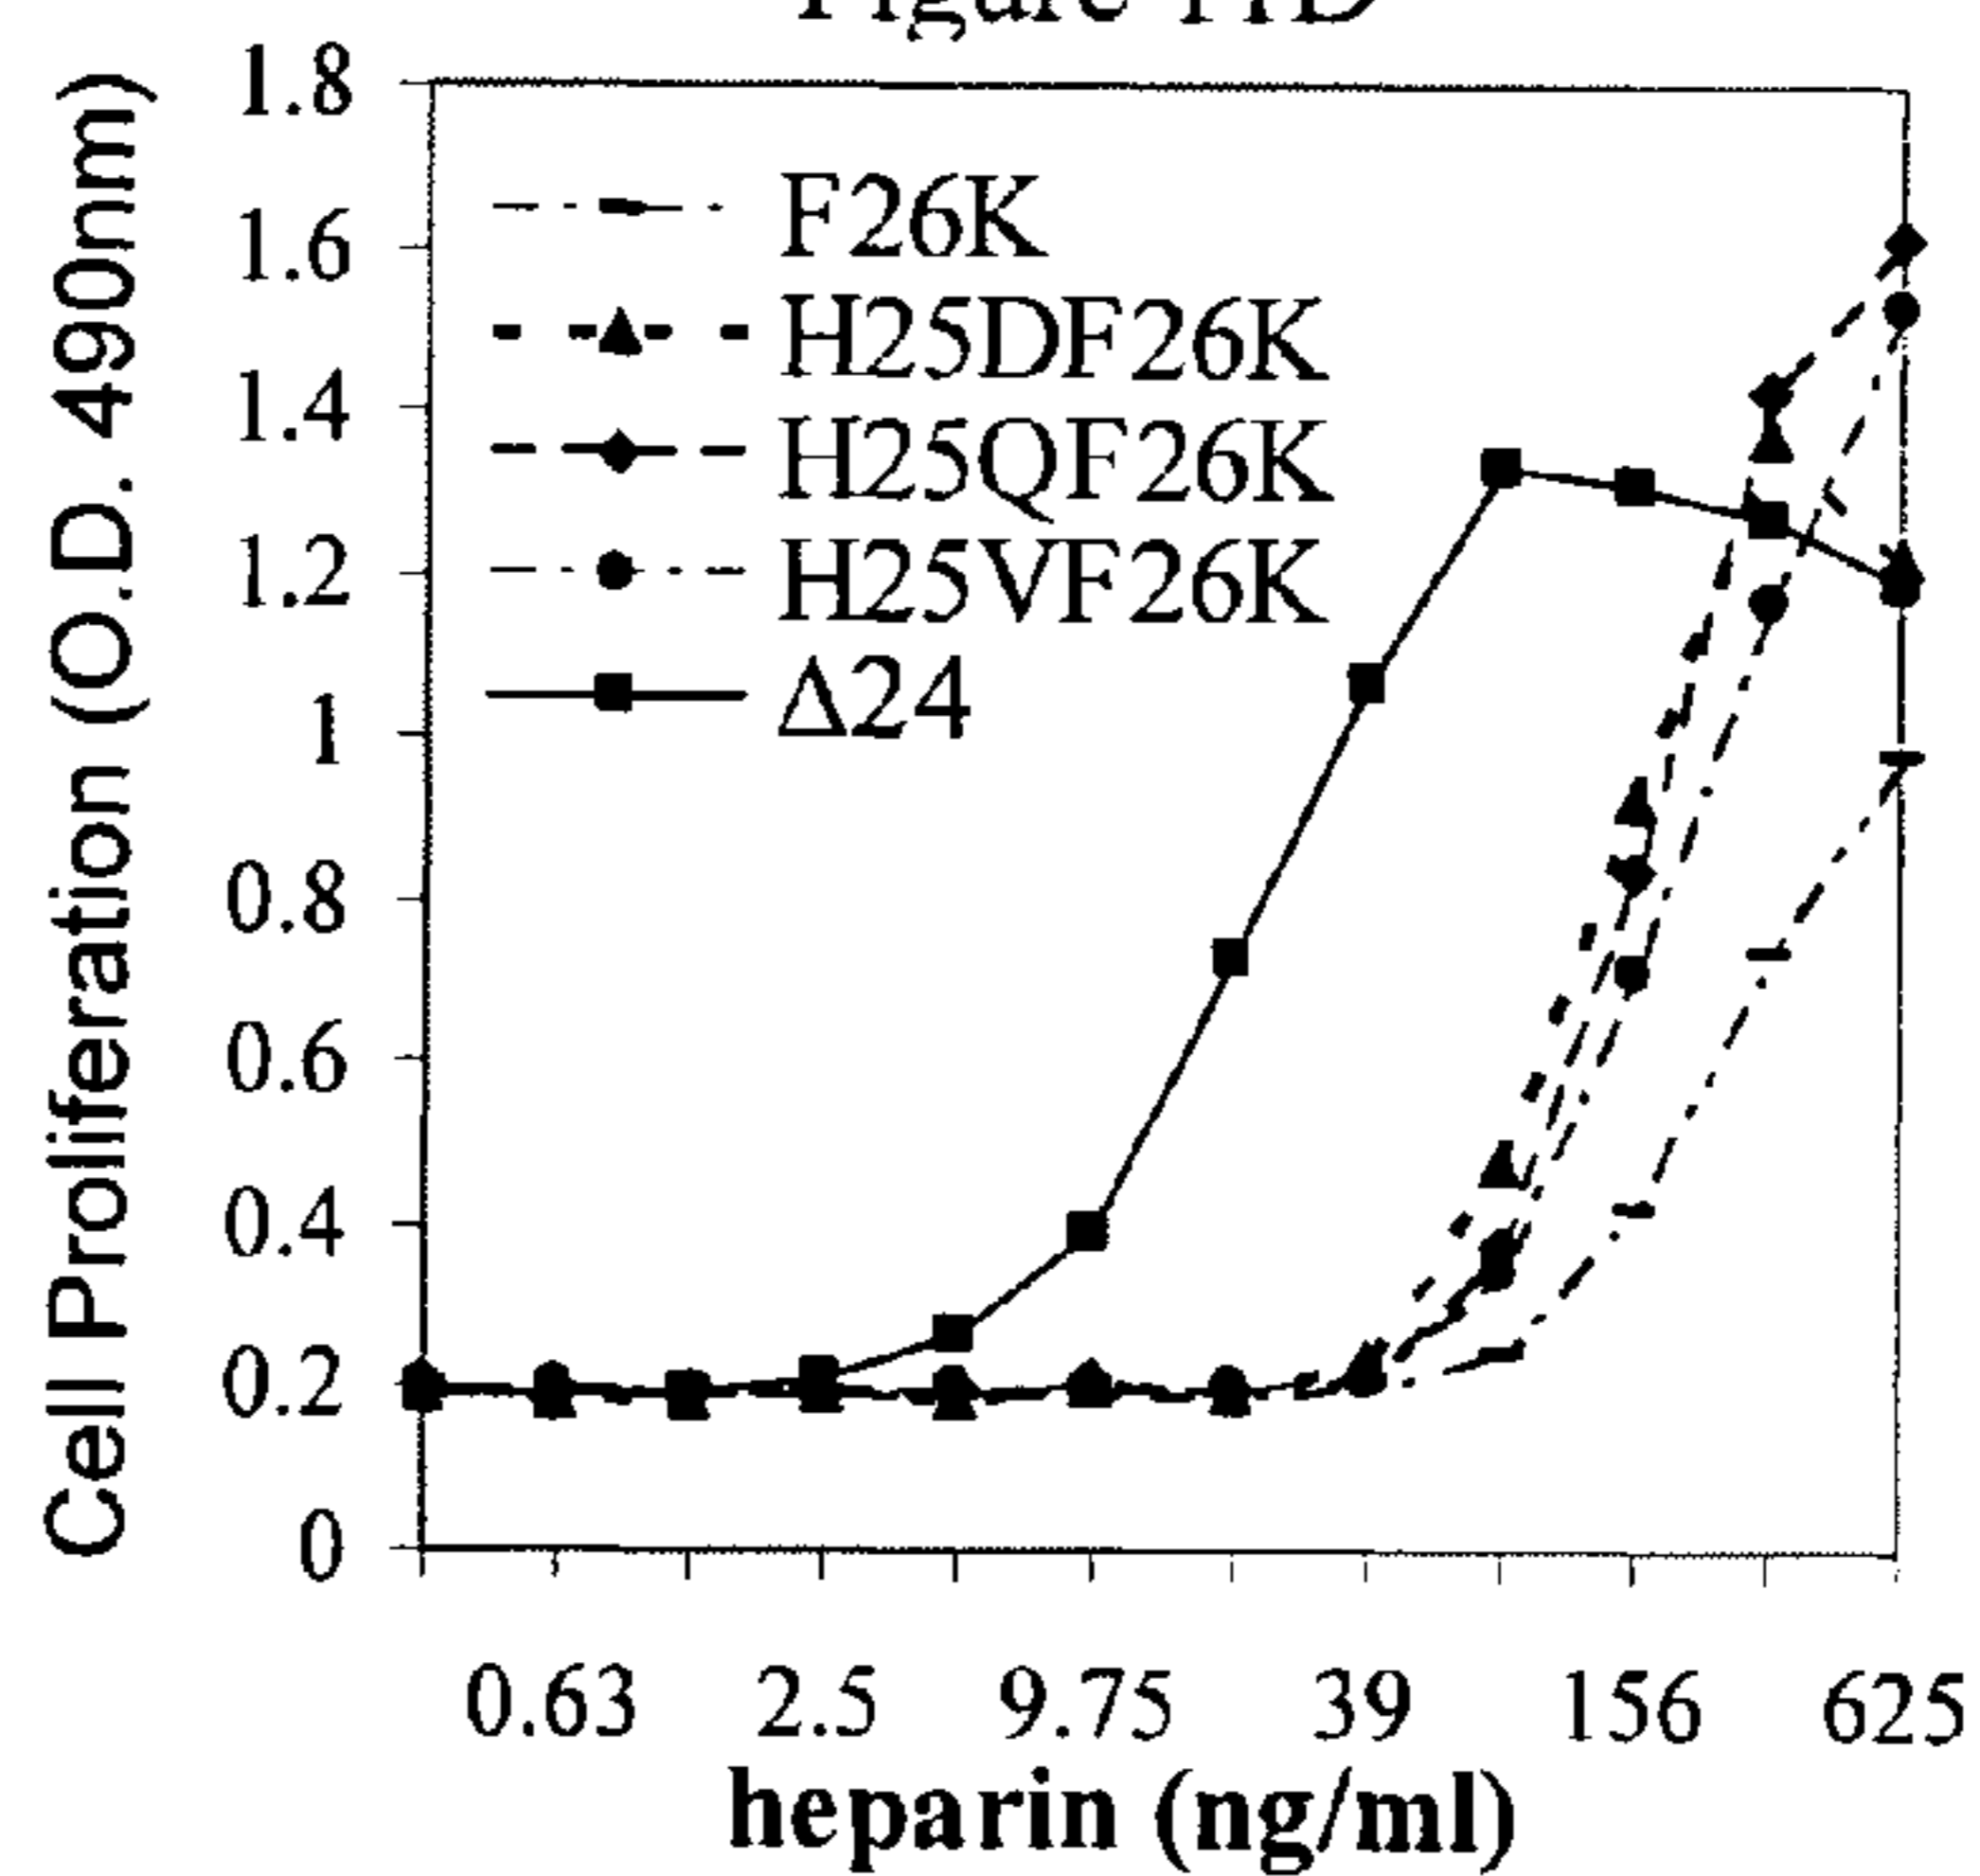 Cell Proliferation (O.D. 490nm)
1.8
1.6
1.4
1.2
1
0.8
0.6
0.4
0.2
0
F26K
H25DF26K
H25QF26K
H25VF26K
Δ24
0.63 2.5 9.75 39 156 625
heparin (ng/ml)